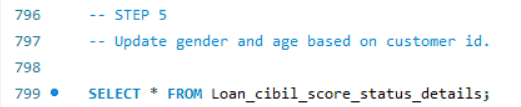 796 -- STEP 5
797 -- Update gender and age based on customer id.
798
799 SELECT * FROM Loan_cibil_score_status_details;